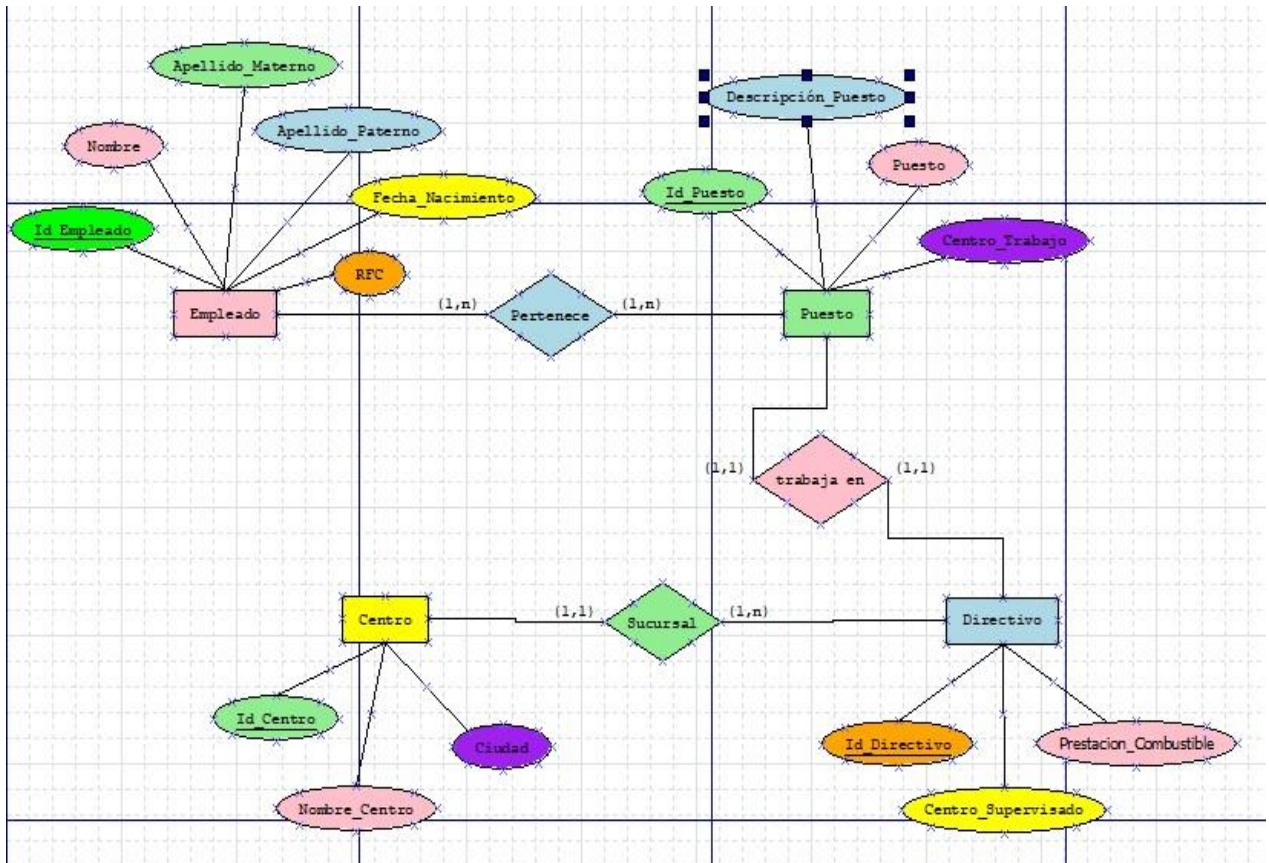 Apellido_Materno
Descripción_Puesto
Nombre
Apellido_Paterno
Puesto
Id_Puesto
Fecha_Nacimiento
Id_Empleado
Centro_Trabajo
RFC
(1,n)
(1,n)
Empleado
Pertenece
Puesto
(1,1)
(1,1)
trabaja en
(1,1)
(1,n)
Centro
Sucursal
Directivo
Id_Centro
Ciudad
Id_Directivo
Prestacion_Combustible
Nombre_Centro
Centro_Supervisado